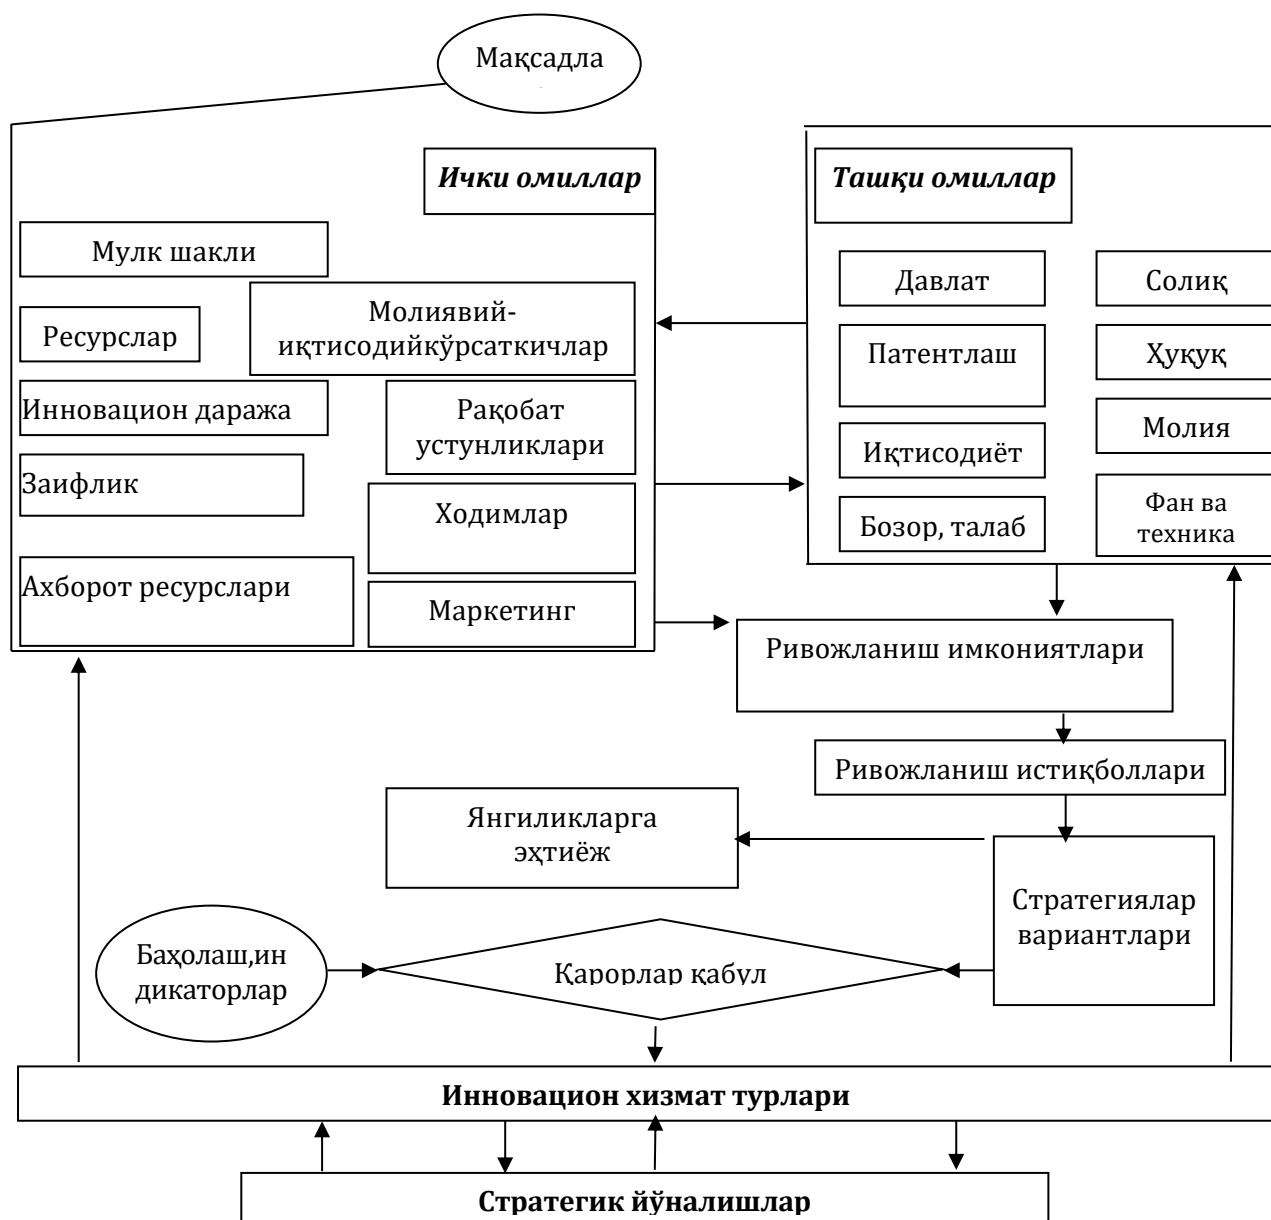 Мақсадла
Ички омиллар
Ташқи омиллар
Мулк шакли
Ресурслар
Молиявий-
иқтисодийкўрсаткичлар
Инновацион даража
Рақобат
устунликлари
Заифлик
Ходимлар
Ахборот ресурслари
Маркетинг
Давлат
Солиқ
Патентлаш
Ҳуқуқ
Иқтисодиёт
Молия
Бозор, талаб
Фан ва
техника
Ривожланиш имкониятлари
Ривожланиш истиқболлари
Янгиликларга
эҳтиёж
Стратегиялар
вариантлари
Баҳолаш,ин
дикаторлар
Қарорлар қабул
Инновацион хизмат турлари
Стратегик йўналишлар